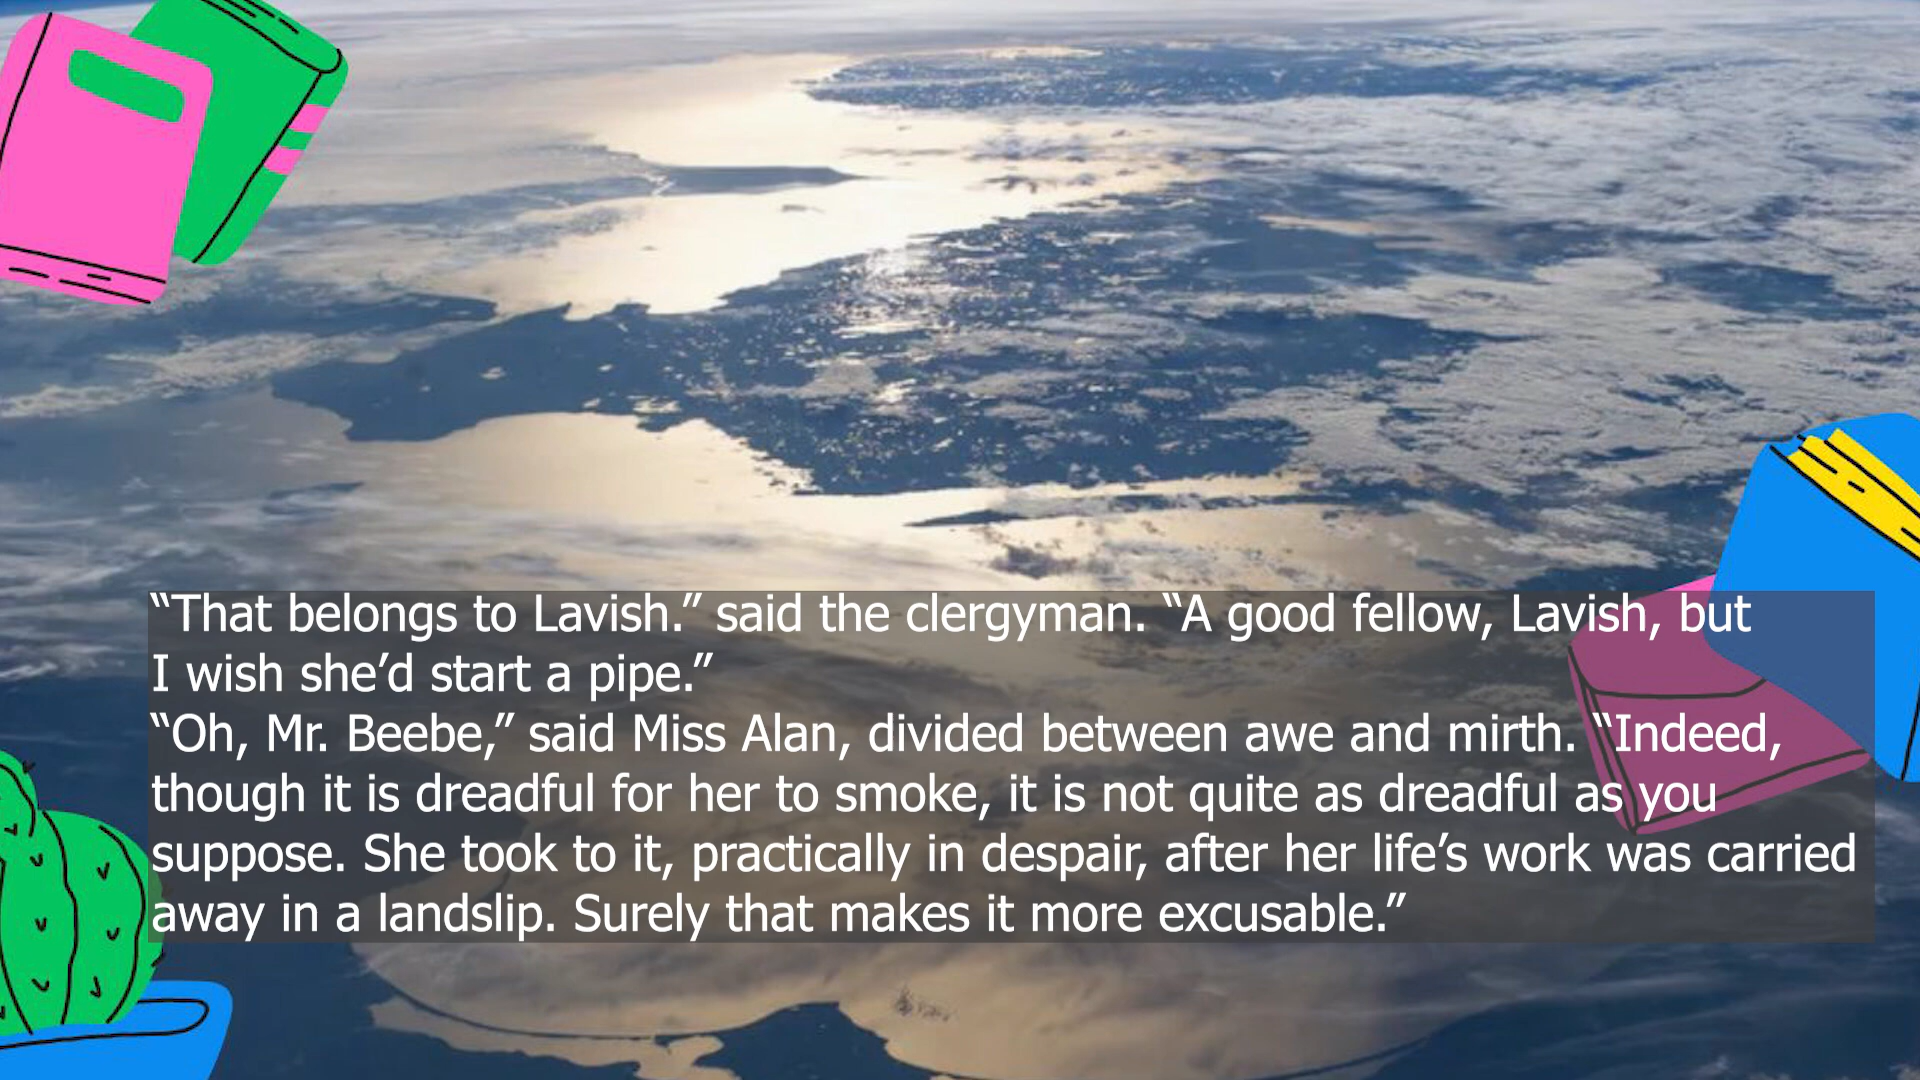 “That belongs to Lavish.” said the clergyman. “A good fellow, Lavish, but
I wish she’d start a pipe.”
“Oh, Mr. Beebe,” said Miss Alan, divided between awe and mirth. “Indeed,
though it is dreadful for her to smoke, it is not quite as dreadful as you
suppose. She took to it, practically in despair, after her life’s work was carried
away in a landslip. Surely that makes it more excusable.”